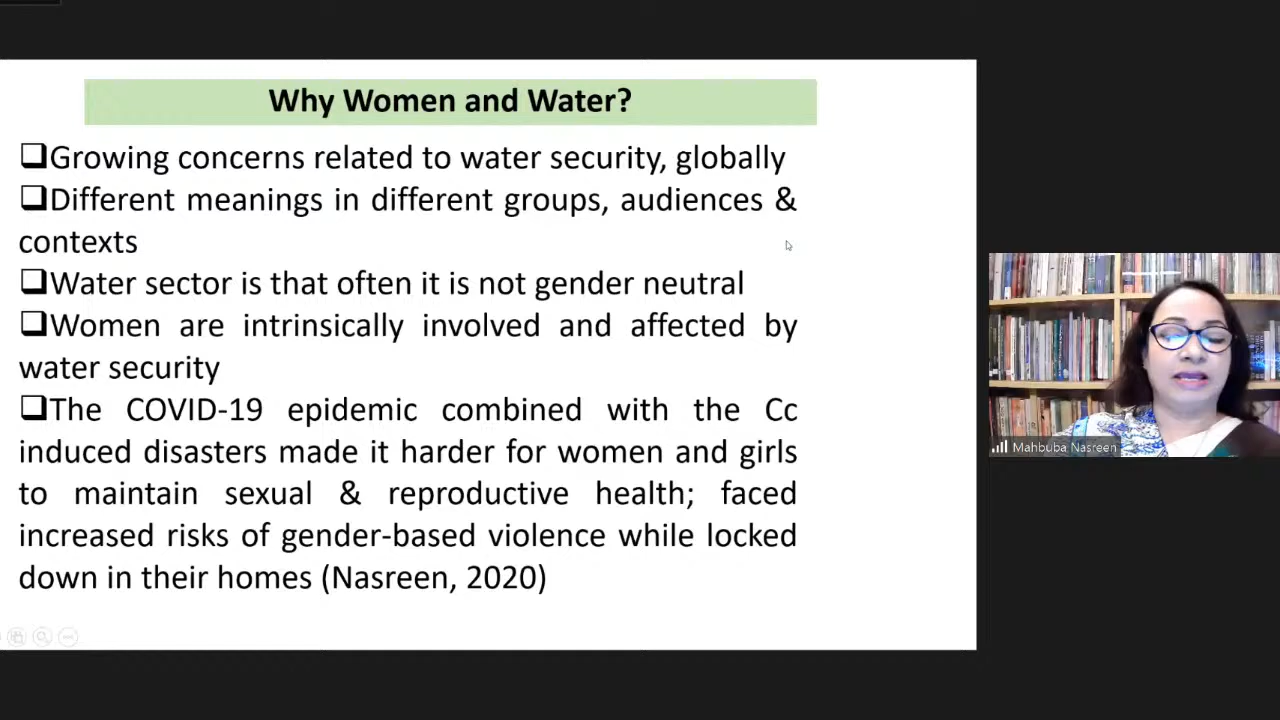 Why Women and Water?
❑Growing concerns related to water security, globally
❑Different meanings in different groups, audiences &
contexts
❑Water sector is that often it is not gender neutral
❑Women are intrinsically involved and affected by
water security
❑The COVID-19 epidemic combined with the Cc
induced disasters made it harder for women and girls
to maintain sexual & reproductive health; faced
increased risks of gender-based violence while locked
down in their homes (Nasreen, 2020)
Mahbuba Nasreen